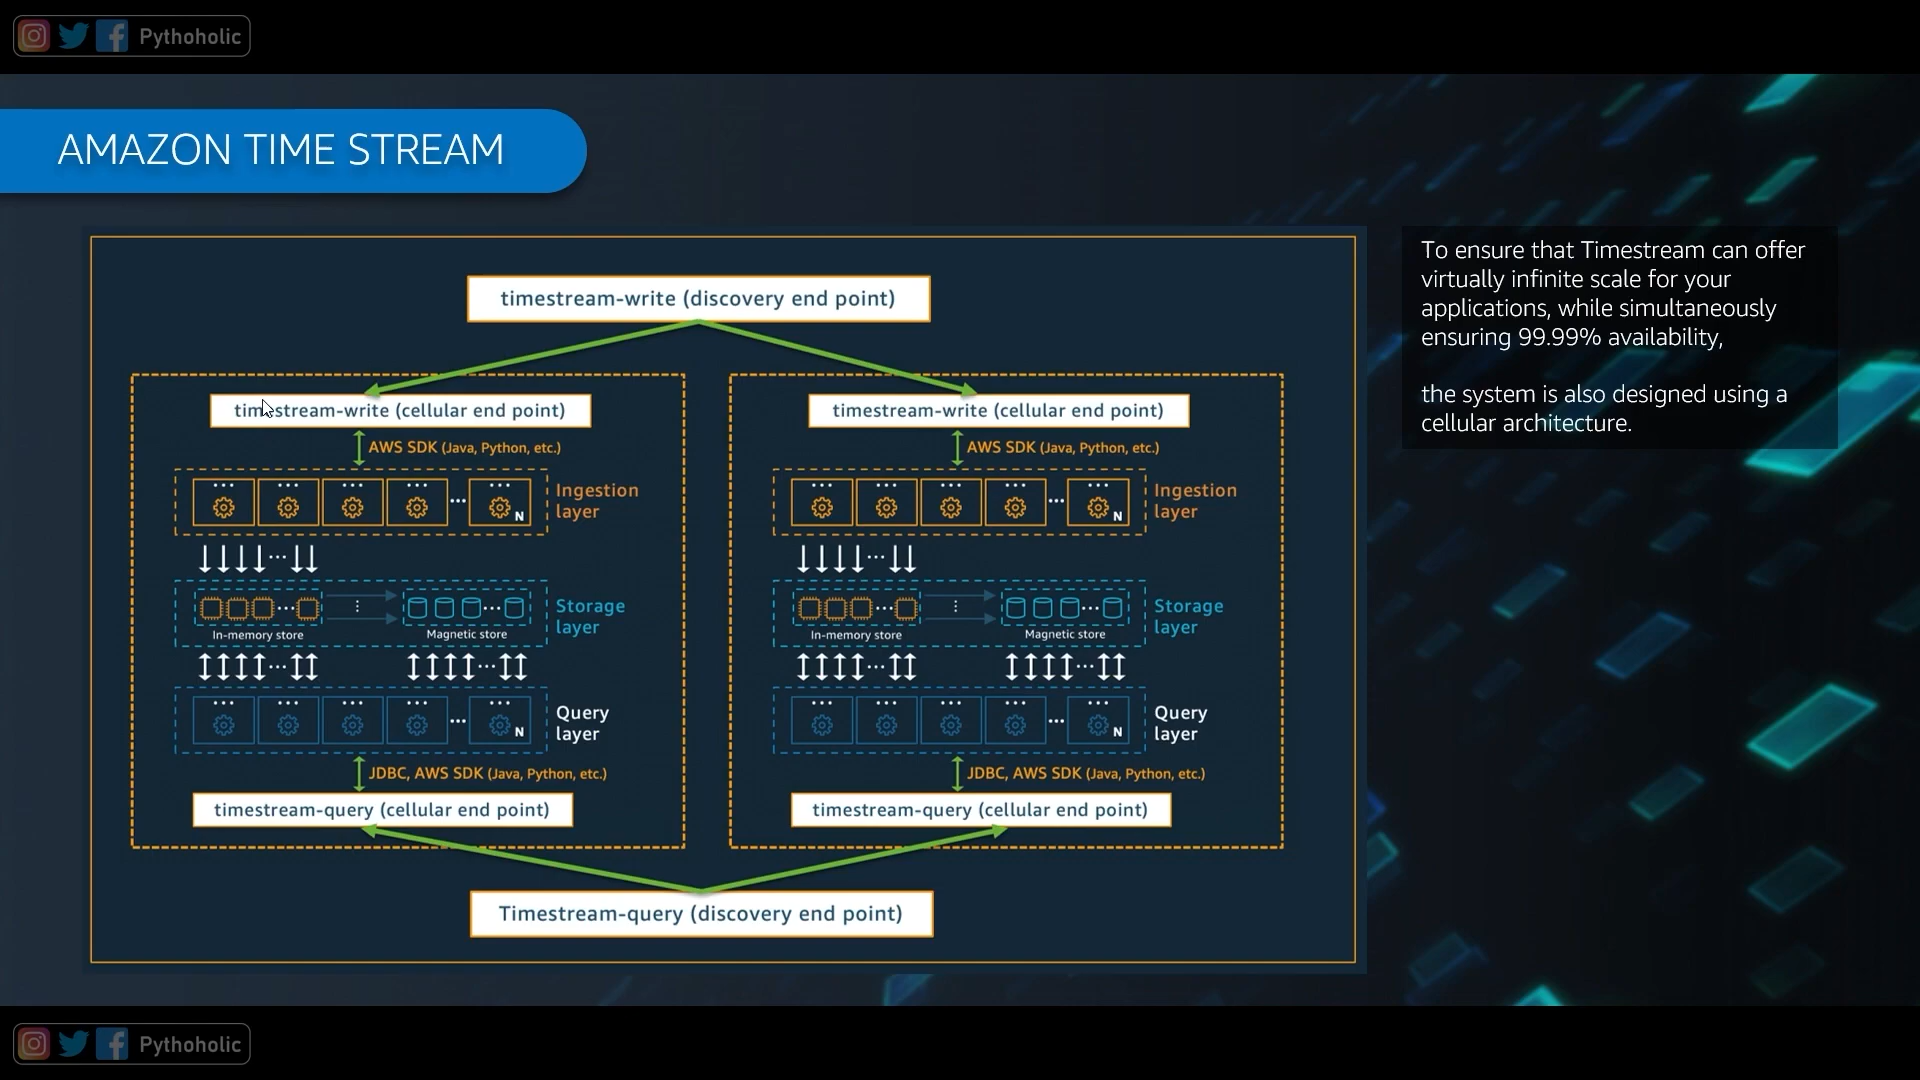 Pythoholic
AMAZON TIME STREAM
timestream-write (discovery end point)
timestream-write (cellular end point)
AWS SDK (Java, Python, etc.)
N
Ingestion
layer
In-memory store
Magnetic store
Storage
layer
N
Query
layer
JDBC, AWS SDK (Java, Python, etc.)
timestream-query (cellular end point)
timestream-write (cellular end point)
AWS SDK (Java, Python, etc.)
N
Ingestion
layer
In-memory store
Magnetic store
Storage
layer
N
Query
layer
JDBC, AWS SDK (Java, Python, etc.)
timestream-query (cellular end point)
Timestream-query (discovery end point)
To ensure that Timestream can offer
virtually infinite scale for your
applications, while simultaneously
ensuring 99.99% availability,
the system is also designed using a
cellular architecture.
Pythoholic